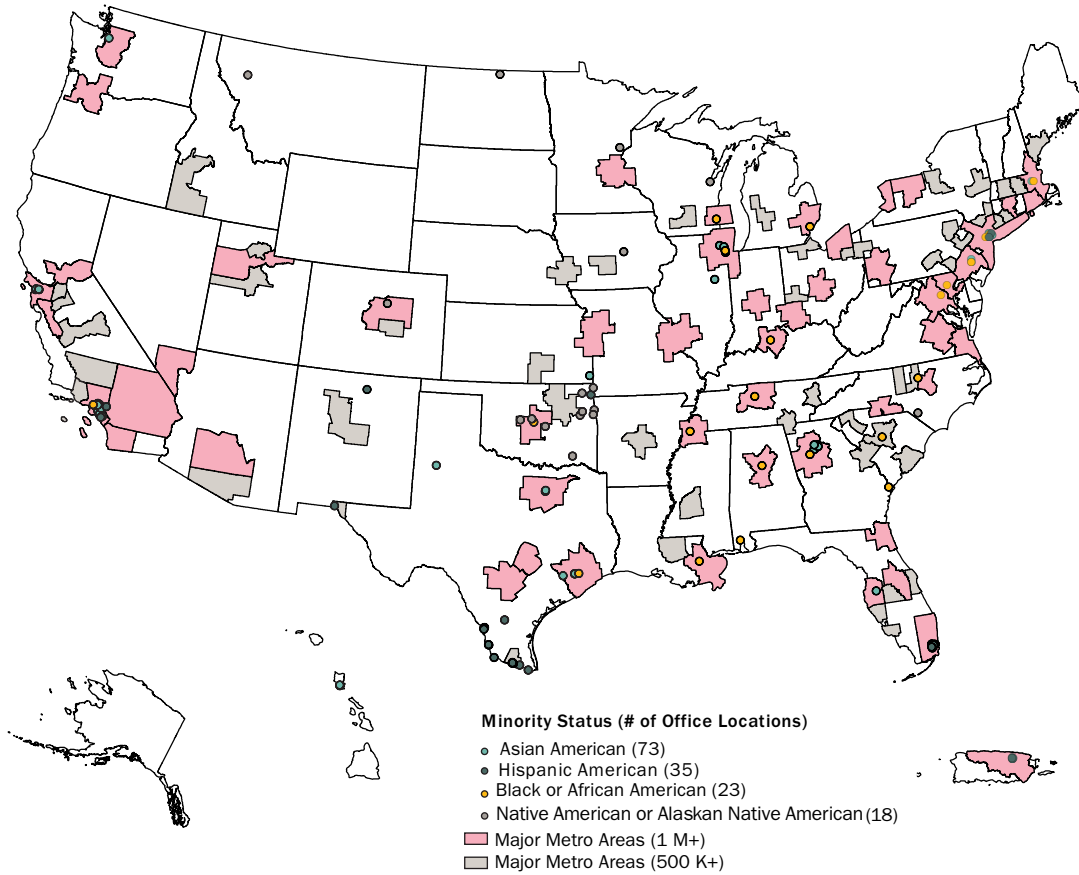 Minority Status (# of Office Locations)
Asian American (73)
Hispanic American (35)
Black or African American (23)
Native American or Alaskan Native American (18)
Major Metro Areas (1 M+)
Major Metro Areas (500 K+)